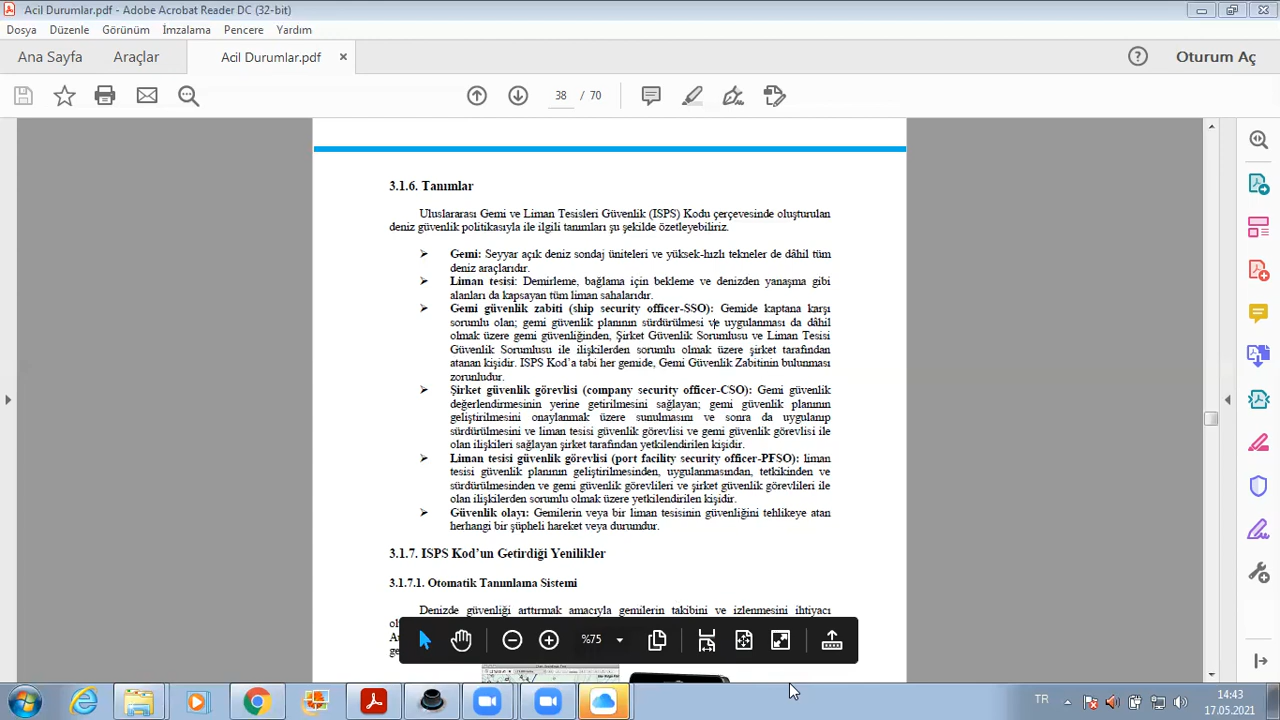 Acil Durumlar.pdf - Adobe Acrobat Reader DC (32-bit)
Dosya Düzenle Görünüm İmzalama Pencere Yardım
Ana Sayfa Araçlar Acil Durumlar.pdf × Oturum Aç
38 / 70
3.1.6. Tanımlar
Uluslararası Gemi ve Liman Tesisleri Güvenlik (ISPS) Kodu çerçevesinde oluşturulan
deniz güvenlik politikasıyla ile ilgili tanımları şu şekilde özetleyebiliriz.
Gemi: Seyyar açık deniz sondaj üniteleri ve yüksek-hızlı tekneler de dâhil tüm
deniz araçlarıdır.
Liman tesisi: Demirleme, bağlama için bekleme ve denizden yanaşma gibi
alanları da kapsayan tüm liman sahalarıdır.
Gemi güvenlik zabiti (ship security officer-SSO): Gemide kaptana karşı
sorumlu olan; gemi güvenlik planının sürdürülmesi ve uygulanması da dâhil
olmak üzere gemi güvenliğinden, Şirket Güvenlik Sorumlusu ve Liman Tesisi
Güvenlik Sorumlusu ile ilişkilerden sorumlu olmak üzere şirket tarafından
atanan kişidir. ISPS Kod’a tabi her gemide, Gemi Güvenlik Zabitinin bulunması
zorunludur.
Şirket güvenlik görevlisi (company security officer-CSO): Gemi güvenlik
değerlendirmesinin yerine getirilmesini sağlayan; gemi güvenlik planının
geliştirilmesini onaylanmak üzere sunulmasını ve sonra da uygulanıp
sürdürülmesini ve liman tesisi güvenlik görevlisi ve gemi güvenlik görevlisi ile
olan ilişkileri sağlayan şirket tarafından yetkilendirilen kişidir.
Liman tesisi güvenlik görevlisi (port facility security officer-PFSO): liman
tesisi güvenlik planının geliştirilmesinden, uygulanmasından, tetkikinden ve
sürdürülmesinden ve gemi güvenlik görevlileri ve şirket güvenlik görevlileri ile
olan ilişkilerden sorumlu olmak üzere yetkilendirilen kişidir.
Güvenlik olayı: Gemilerin veya bir liman tesisinin güvenliğini tehlikeye atan
herhangi bir şüpheli hareket veya durumdur.
3.1.7. ISPS Kod’un Getirdiği Yenilikler
3.1.7.1. Otomatik Tanımlama Sistemi
Denizde güvenliği arttırmak amacıyla gemilerin takibini ve izlenmesini ihtiyacı
%75
TR 14:43
17.05.2021